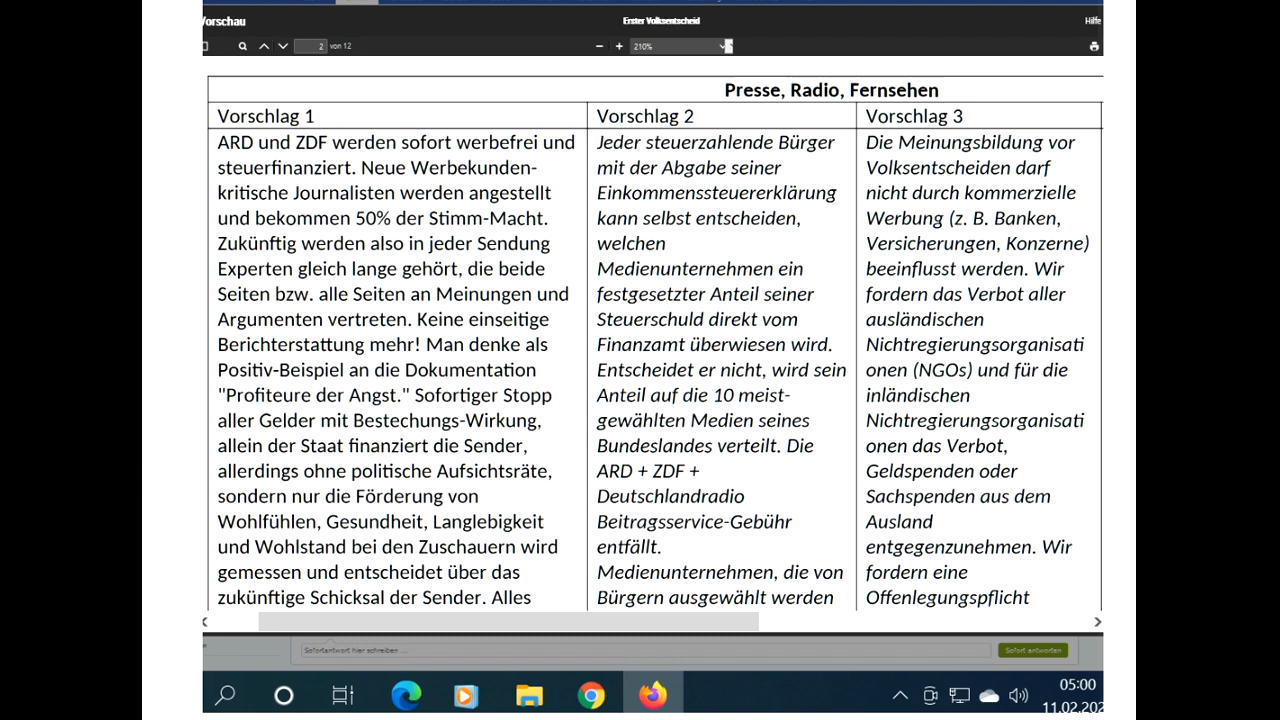 Vorschau
Erster Volksentscheid
Hilfe
2 von 12
210%
Presse, Radio, Fernsehen
Vorschlag 1
ARD und ZDF werden sofort werbefrei und
steuerfinanziert. Neue Werbekunden-
kritische Journalisten werden angestellt
und bekommen 50% der Stimm-Macht.
Zukünftig werden also in jeder Sendung
Experten gleich lange gehört, die beide
Seiten bzw. alle Seiten an Meinungen und
Argumenten vertreten. Keine einseitige
Berichterstattung mehr! Man denke als
Positiv-Beispiel an die Dokumentation
"Profiteure der Angst." Sofortiger Stopp
aller Gelder mit Bestechungs-Wirkung,
allein der Staat finanziert die Sender,
allerdings ohne politische Aufsichtsräte,
sondern nur die Förderung von
Wohlfühlen, Gesundheit, Langlebigkeit
und Wohlstand bei den Zuschauern wird
gemessen und entscheidet über das
zukünftige Schicksal der Sender. Alles
Vorschlag 2
Jeder steuerzahlende Bürger
mit der Abgabe seiner
Einkommenssteuererklärung
kann selbst entscheiden,
welchen
Medienunternehmen ein
festgesetzter Anteil seiner
Steuerschuld direkt vom
Finanzamt überwiesen wird.
Entscheidet er nicht, wird sein
Anteil auf die 10 meist-
gewählten Medien seines
Bundeslandes verteilt. Die
ARD + ZDF +
Deutschlandradio
Beitragsservice-Gebühr
entfällt.
Medienunternehmen, die von
Bürgern ausgewählt werden
Vorschlag 3
Die Meinungsbildung vor
Volksentscheiden darf
nicht durch kommerzielle
Werbung (z. B. Banken,
Versicherungen, Konzerne)
beeinflusst werden. Wir
fordern das Verbot aller
ausländischen
Nichtregierungsorganisati
onen (NGOs) und für die
inländischen
Nichtregierungsorganisati
onen das Verbot,
Geldspenden oder
Sachspenden aus dem
Ausland
entgegenzunehmen. Wir
fordern eine
Offenlegungspflicht
Sofortantwort hier schreiben ...
Sofort antworten
05:00
11.02.202